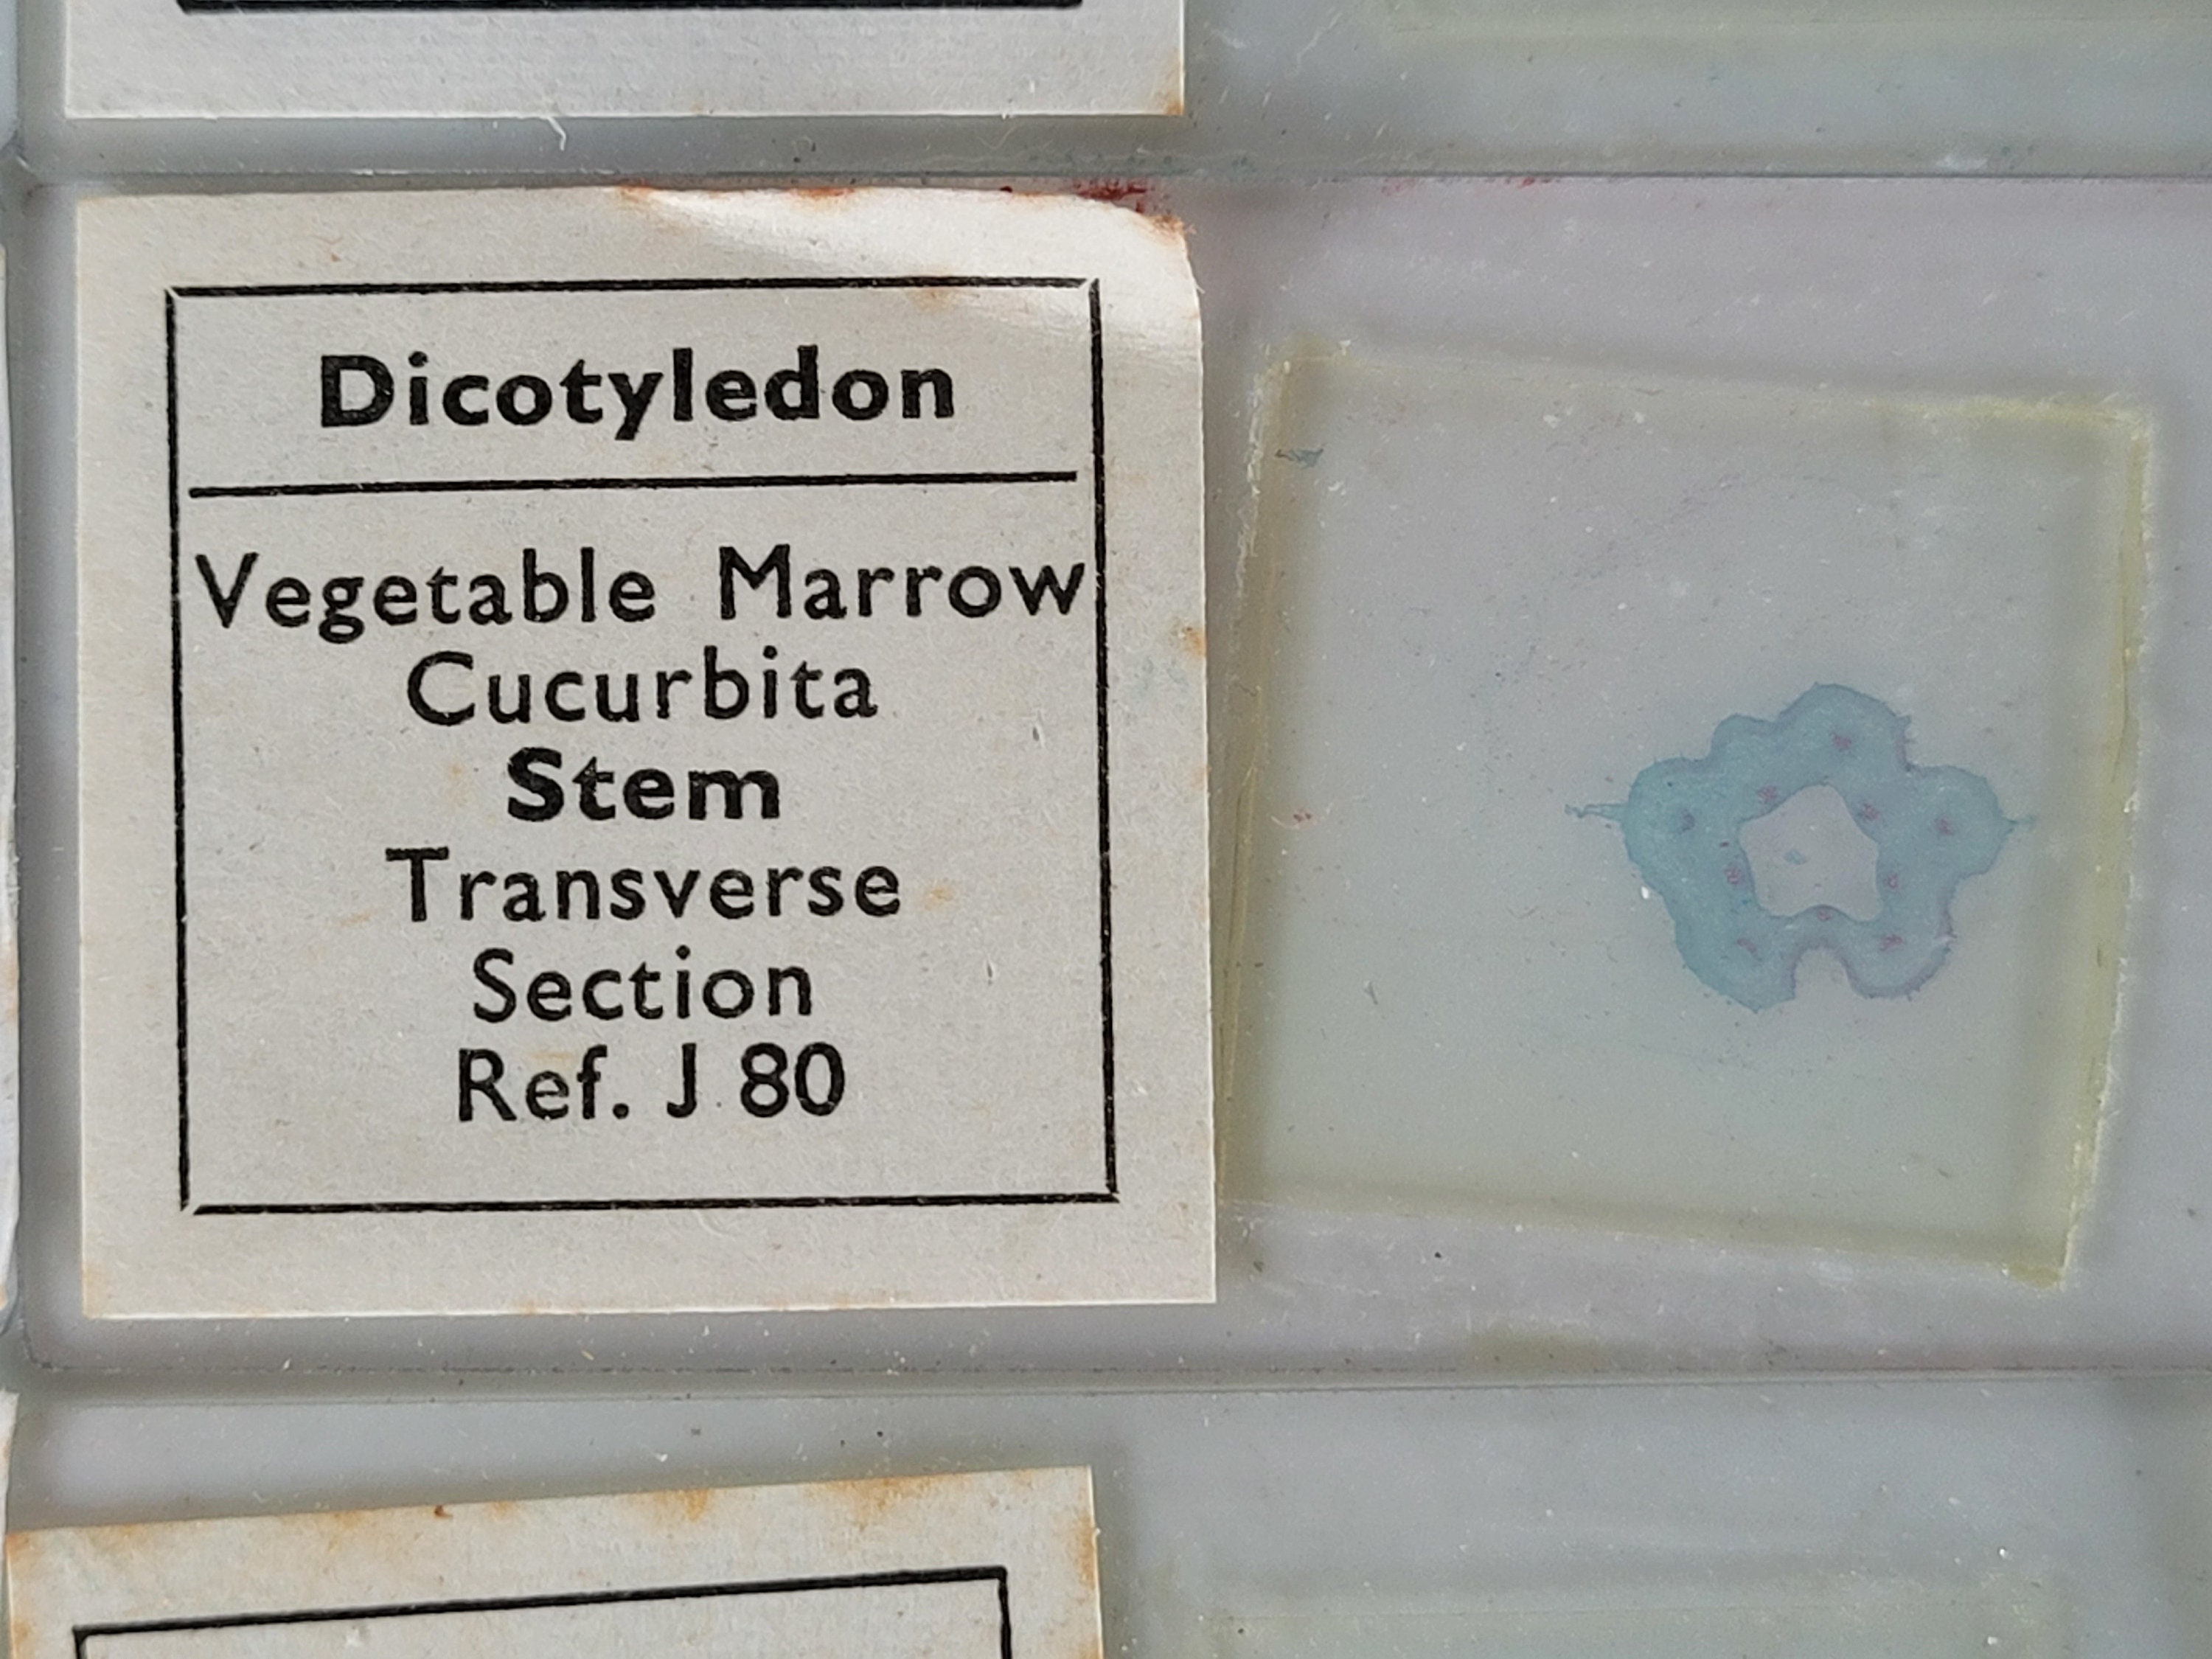 Dicotyledon
Vegetable Marrow
Cucurbita
Stem
Transverse
Section
Ref. J 80